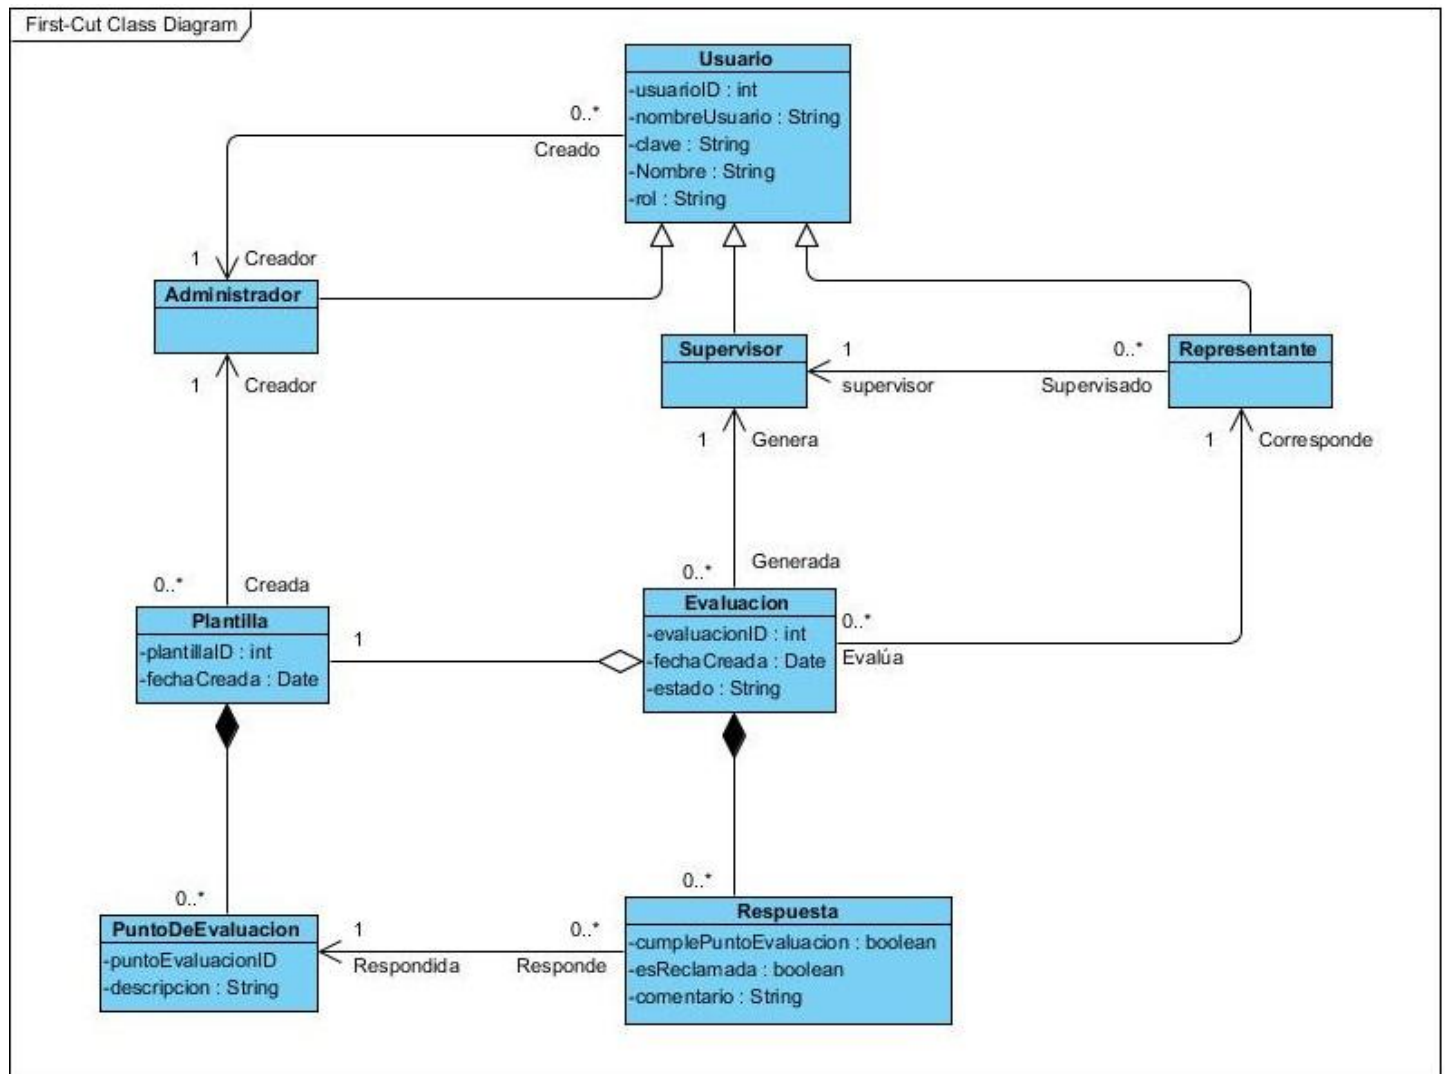 First-Cut Class Diagram
Usuario
-usuarioID : int
-nombreUsuario : String
-clave : String
-Nombre : String
-rol : String
0..*
Creado
1 Creador
Administrador
Supervisor
1 0..*
supervisor Supervisado
Representante
1 Creador
1 Genera
1 Corresponde
0..* Creada
Plantilla
-plantillaID : int
-fechaCreada : Date
1
0..* Generada
Evaluacion
-evaluacionID : int
-fechaCreada : Date
-estado : String
0..*
Evalúa
0..*
PuntoDeEvaluacion
-puntoEvaluacionID
-descripcion : String
1 0..*
Respondida Responde
0..*
Respuesta
-cumplePuntoEvaluacion : boolean
-esReclamada : boolean
-comentario : String